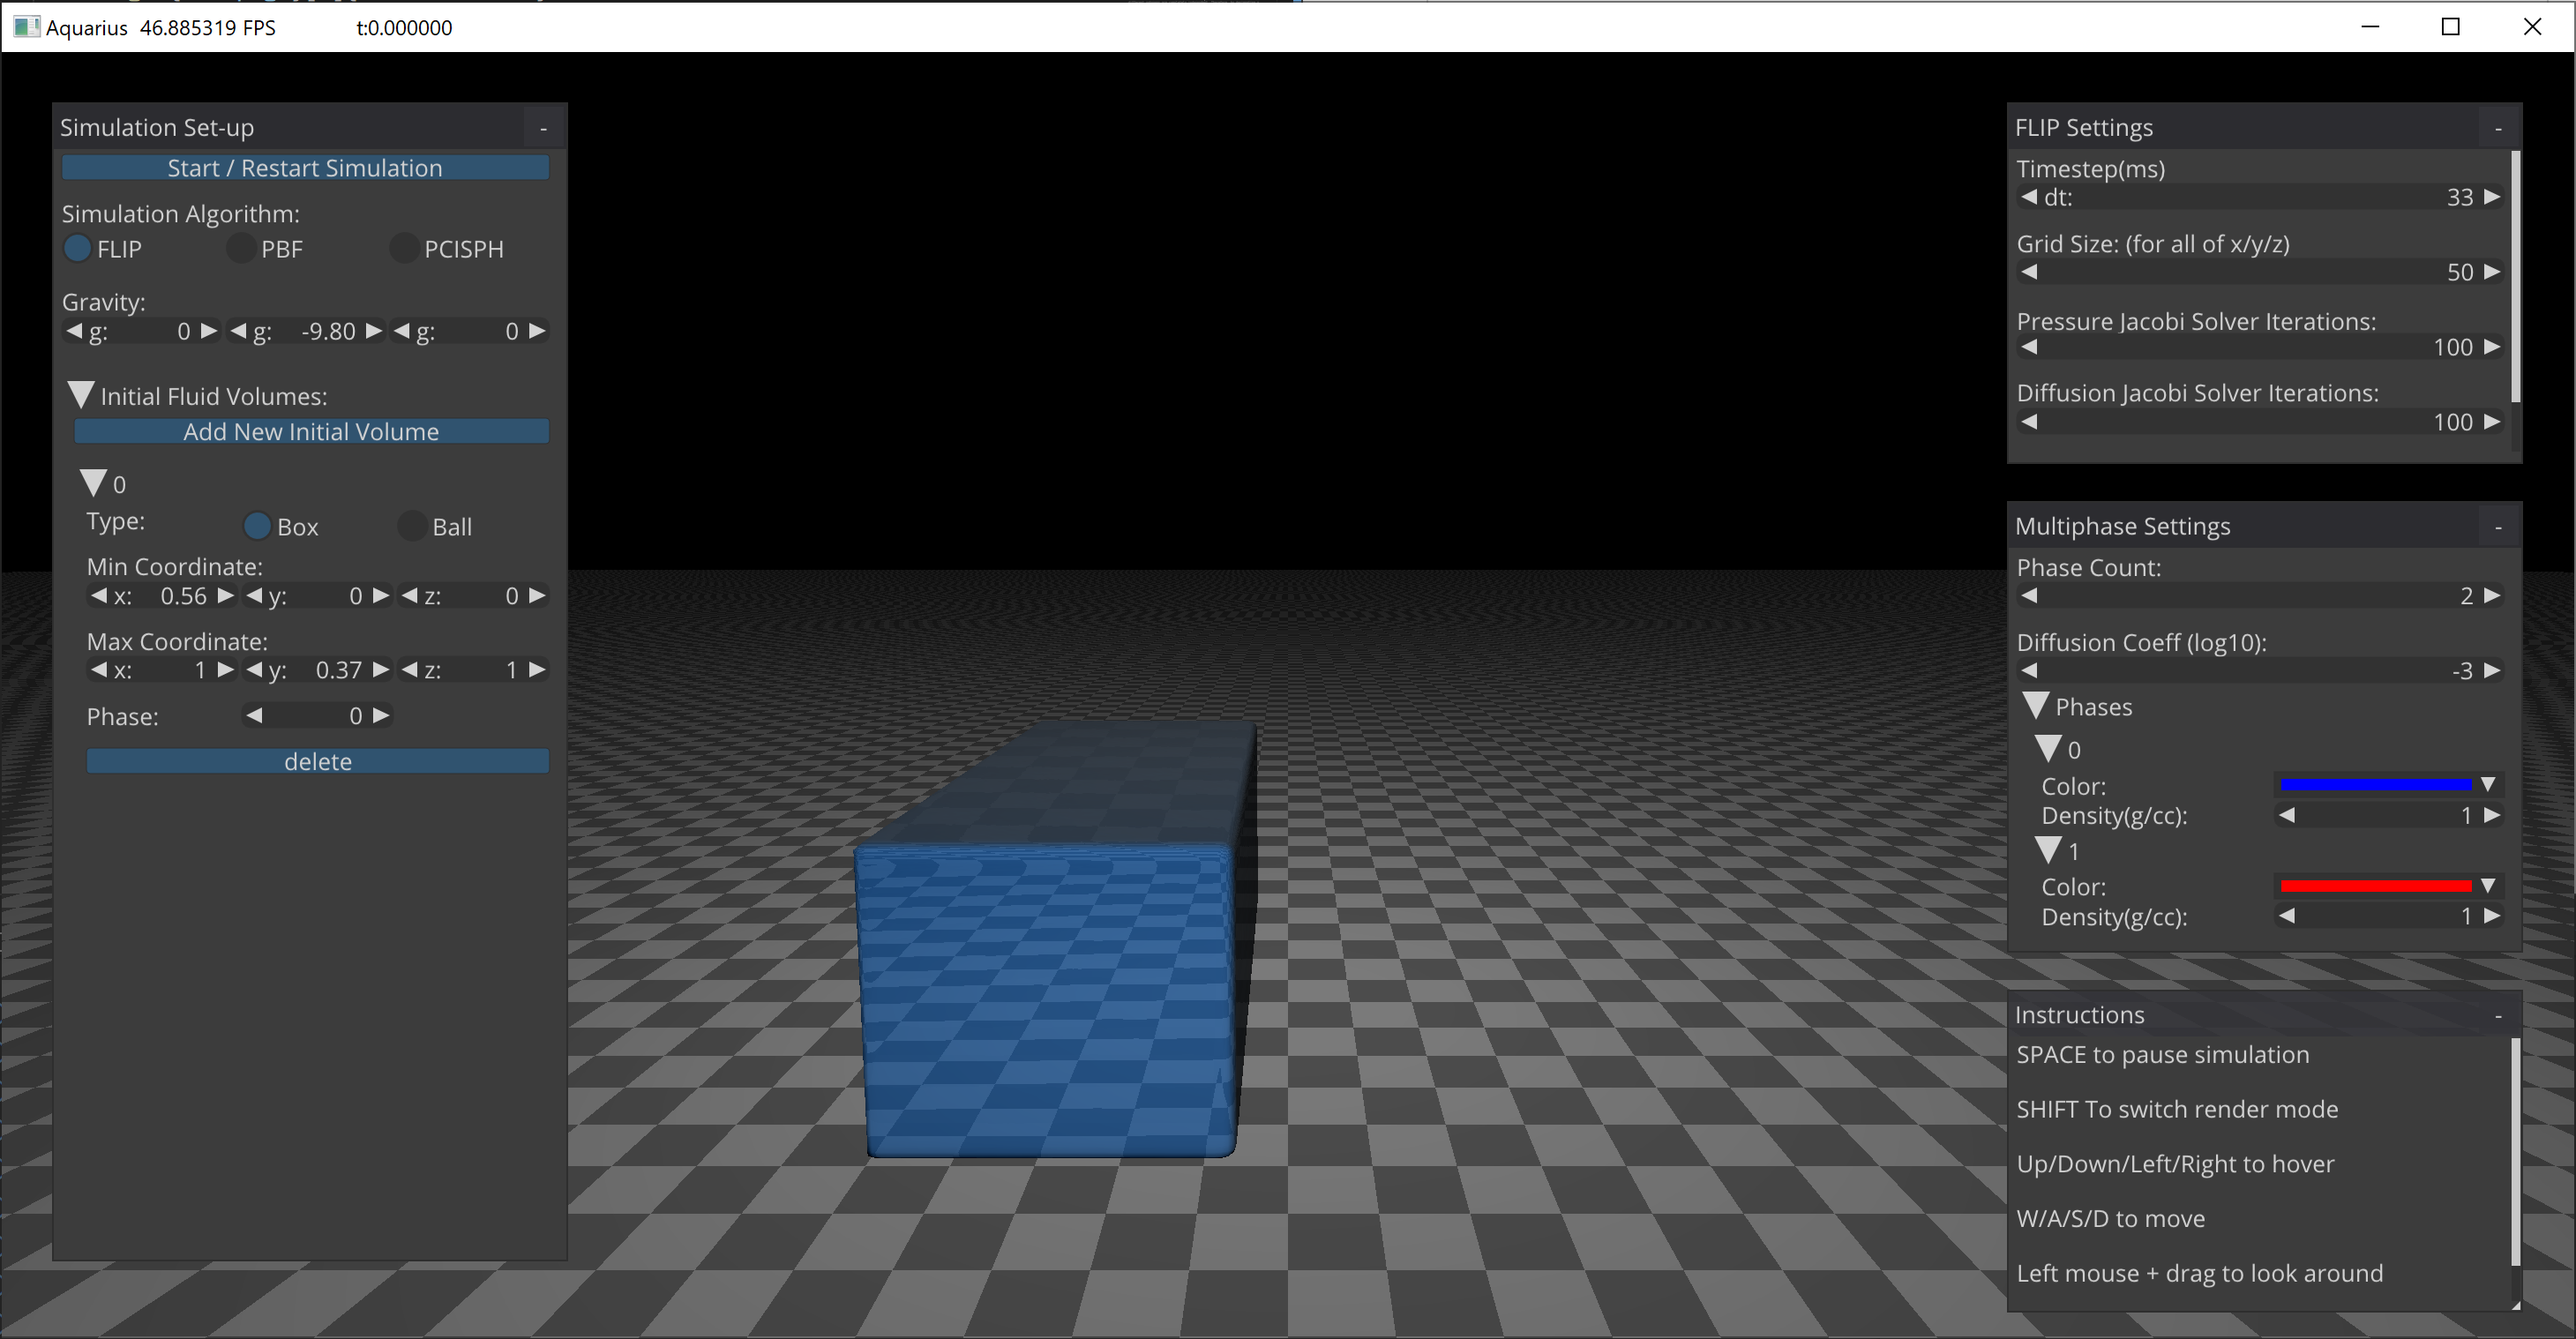 Aquarius 46.885319 FPS t:0.000000
Simulation Set-up -
Start / Restart Simulation
Simulation Algorithm:
FLIP PBF PCISPH
Gravity:
g: 0 g: -9.80 g: 0
Initial Fluid Volumes:
Add New Initial Volume
0
Type: Box Ball
Min Coordinate:
x: 0.56 y: 0 z: 0
Max Coordinate:
x: 1 y: 0.37 z: 1
Phase: 0
delete
FLIP Settings -
Timestep(ms)
dt: 33
Grid Size: (for all of x/y/z)
50
Pressure Jacobi Solver Iterations:
100
Diffusion Jacobi Solver Iterations:
100
Multiphase Settings -
Phase Count:
2
Diffusion Coeff (log10):
-3
Phases
0
Color:
Density(g/cc): 1
1
Color:
Density(g/cc): 1
Instructions -
SPACE to pause simulation
SHIFT To switch render mode
Up/Down/Left/Right to hover
W/A/S/D to move
Left mouse + drag to look around